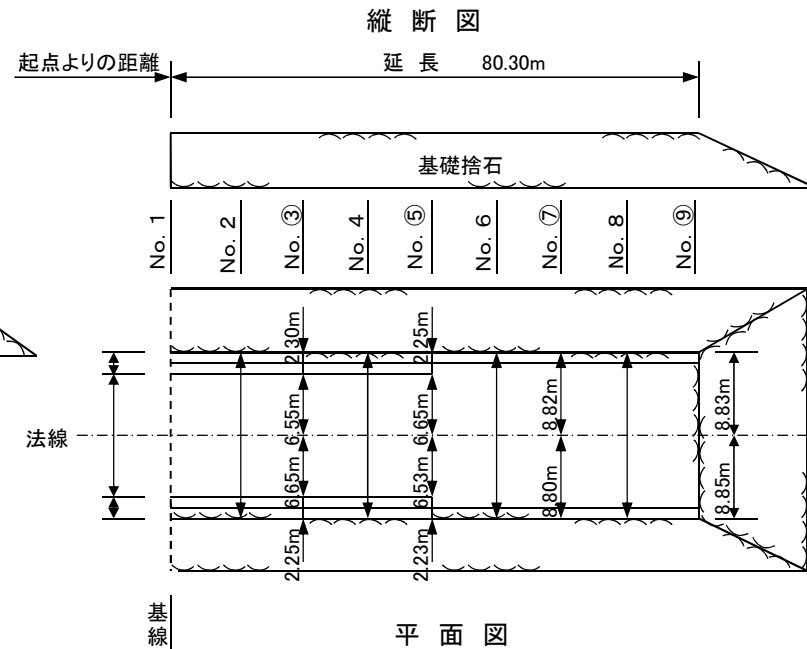 縦 断 図
起点よりの距離
延 長 80.30m
基礎捨石
No. 1
No. 2
No. ③
No. 4
No. ⑤
No. 6
No. ⑦
No. 8
No. ⑨
2.30m
2.25m
6.55m
6.65m
8.82m
8.83m
法線
6.65m
6.53m
8.80m
8.85m
2.25m
2.23m
基線
平 面 図